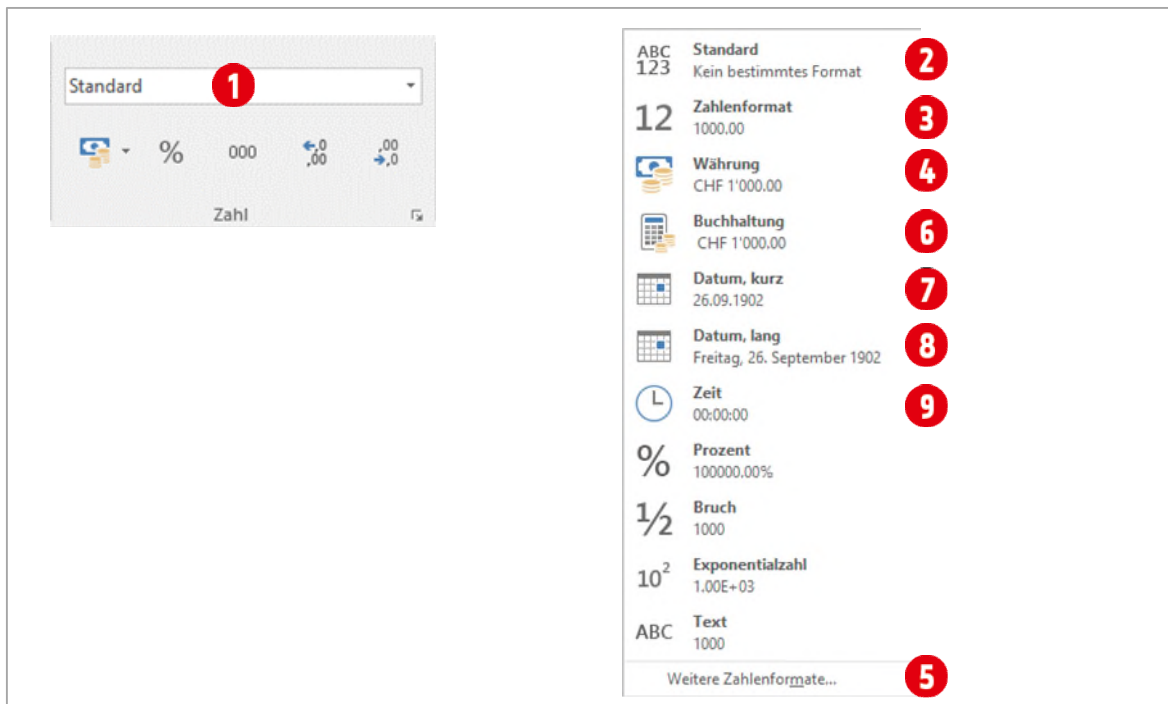 Standard
1
%
000
,0
,00
,00
,0
Zahl
ABC
123
Standard
Kein bestimmtes Format
2
12
Zahlenformat
1000.00
3
Währung
CHF 1'000.00
4
Buchhaltung
CHF 1'000.00
6
Datum, kurz
26.09.1902
7
Datum, lang
Freitag, 26. September 1902
8
Zeit
00:00:00
9
%
Prozent
100000.00%
½
Bruch
1000
10²
Exponentialzahl
1.00E+03
ABC
Text
1000
Weitere Zahlenformate...
5